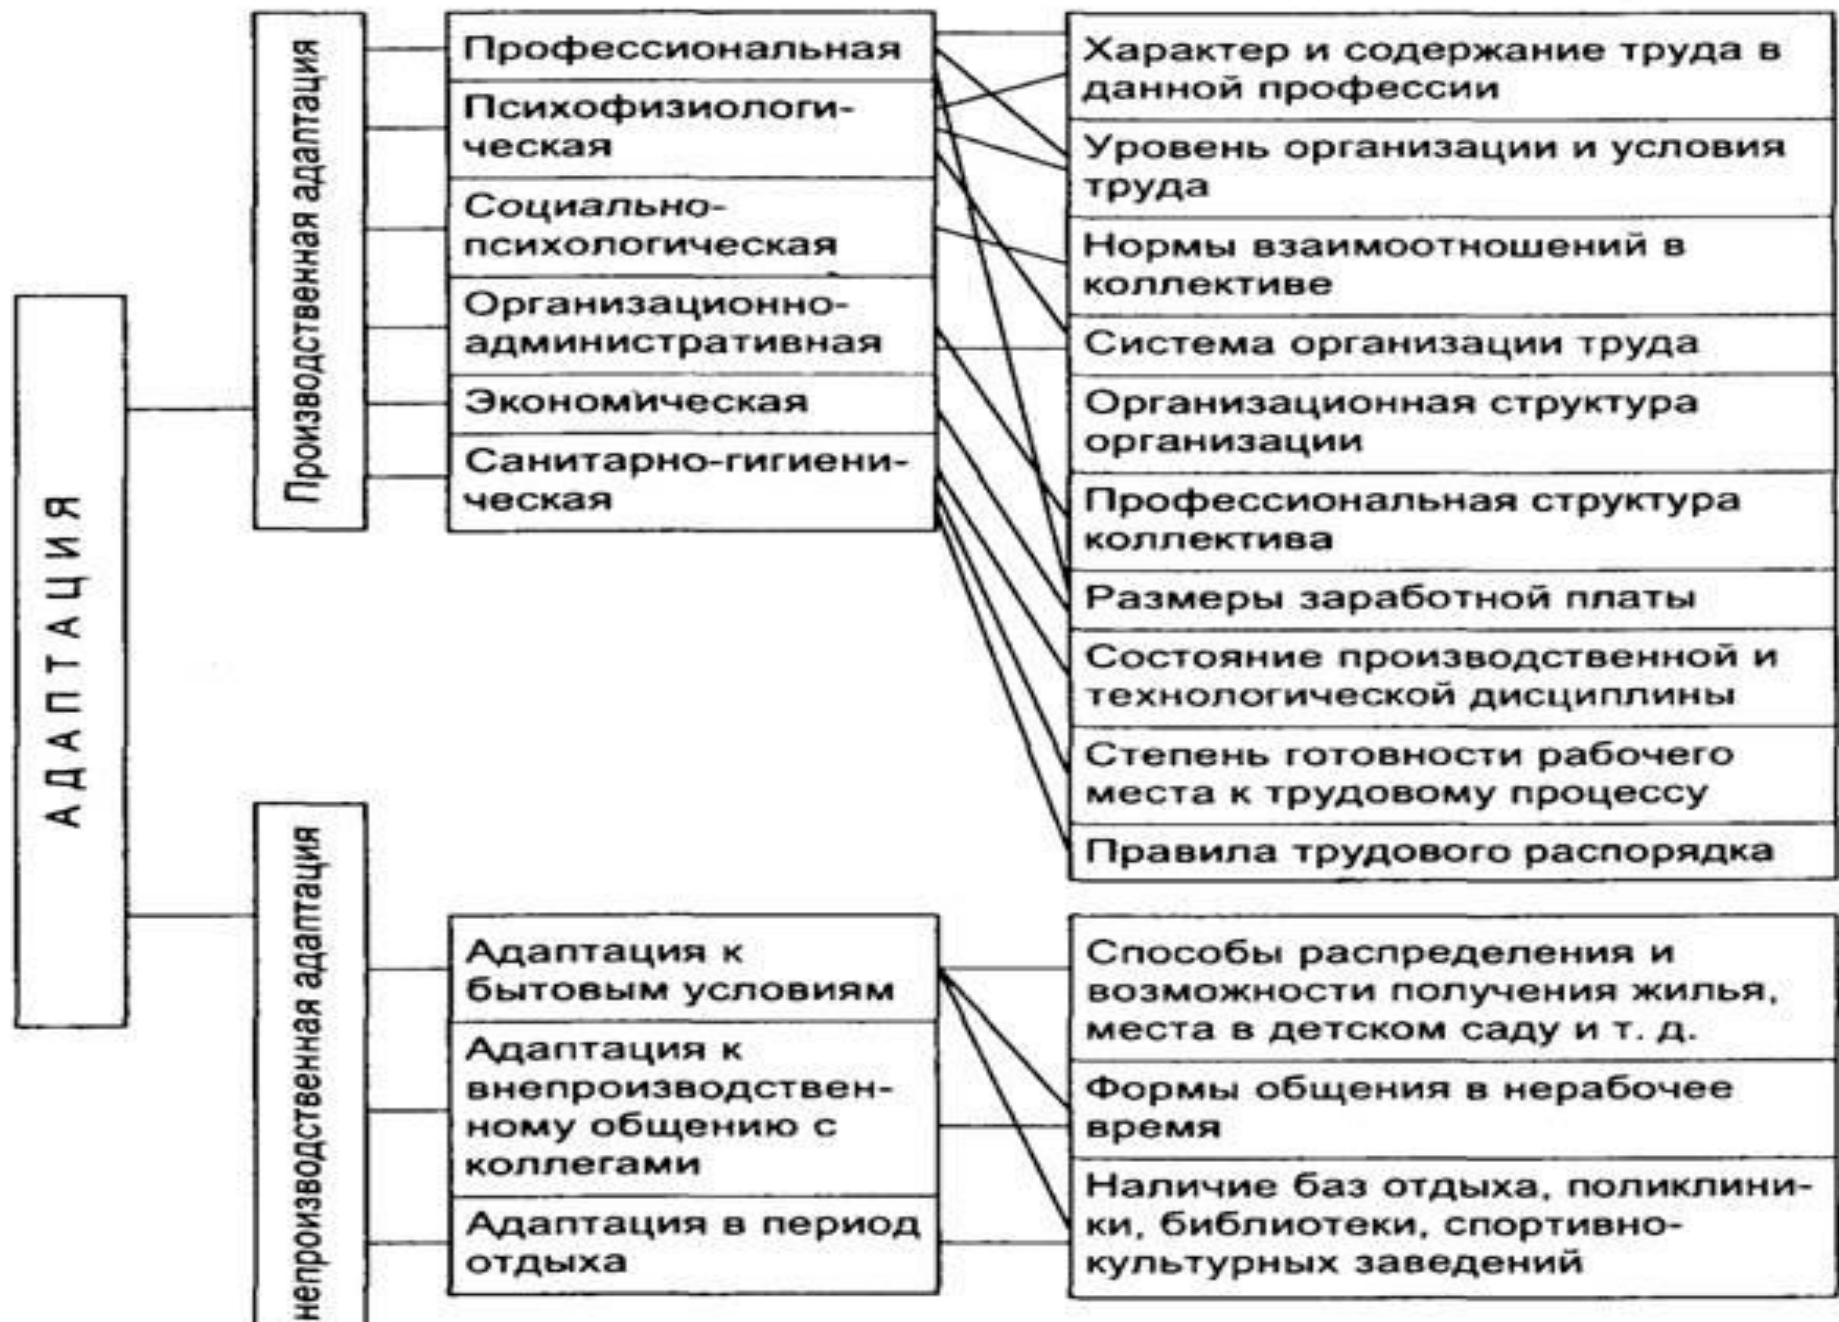 АДАПТАЦИЯ
Производственная адаптация
Профессиональная
Психофизиологи-
ческая
Социально-
психологическая
Организационно-
административная
Экономическая
Санитарно-гигиени-
ческая
Характер и содержание труда в
данной профессии
Уровень организации и условия
труда
Нормы взаимоотношений в
коллективе
Система организации труда
Организационная структура
организации
Профессиональная структура
коллектива
Размеры заработной платы
Состояние производственной и
технологической дисциплины
Степень готовности рабочего
места к трудовому процессу
Правила трудового распорядка
непроизводственная адаптация
Адаптация к
бытовым условиям
Адаптация к
внепроизводствен-
ному общению с
коллегами
Адаптация в период
отдыха
Способы распределения и
возможности получения жилья,
места в детском саду и т. д.
Формы общения в нерабочее
время
Наличие баз отдыха, поликлини-
ки, библиотеки, спортивно-
культурных заведений